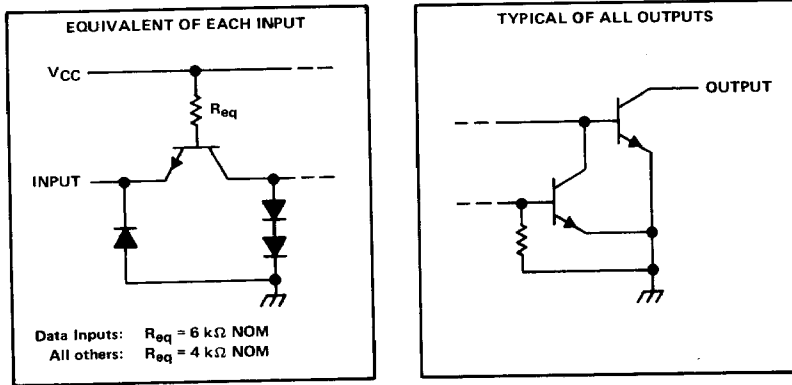 EQUIVALENT OF EACH INPUT
VCC
Req
INPUT
Data Inputs: Req = 6 kΩ NOM
All others: Req = 4 kΩ NOM
TYPICAL OF ALL OUTPUTS
OUTPUT